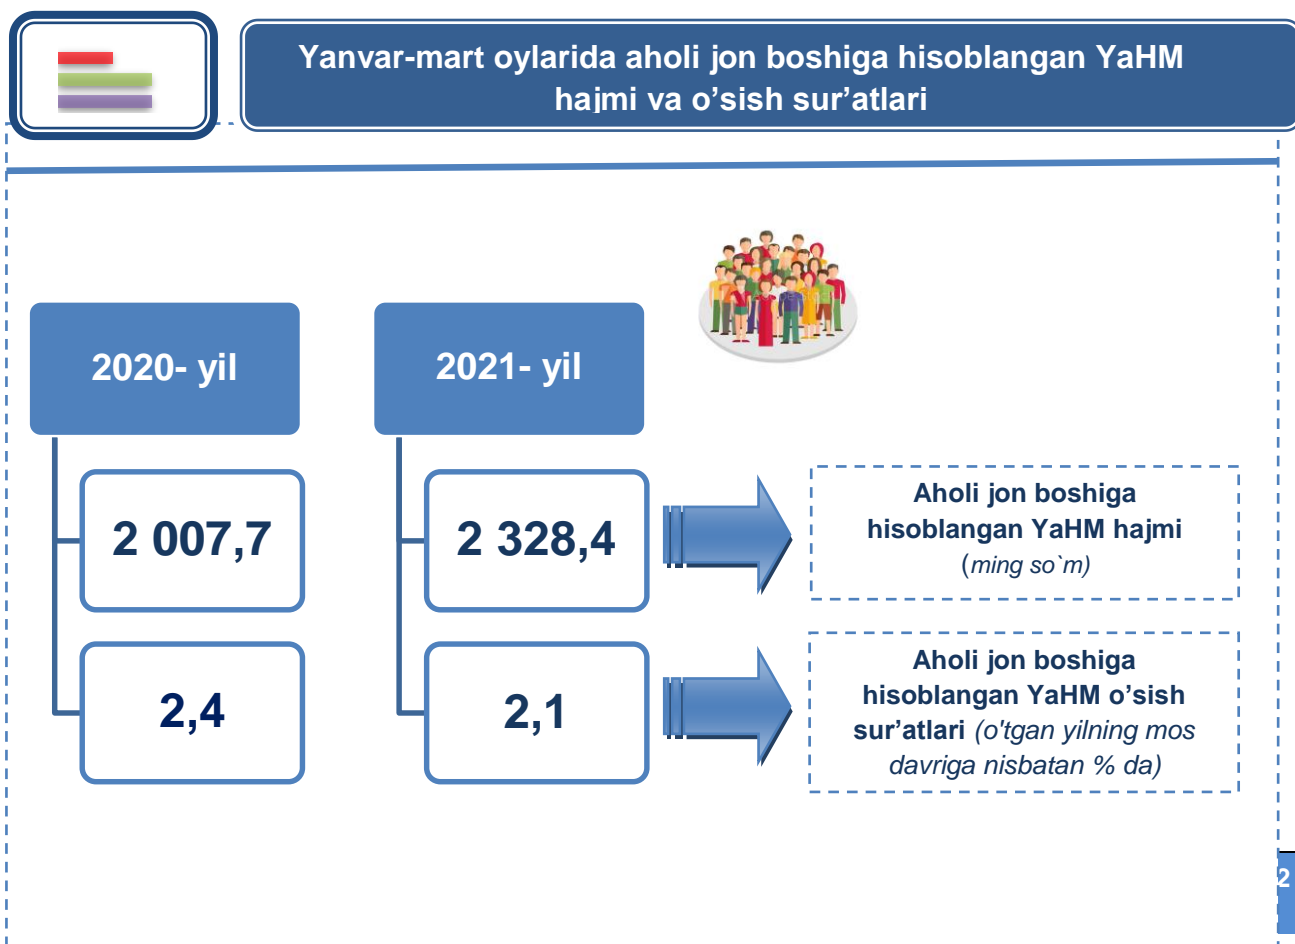 Yanvar-mart oylarida aholi jon boshiga hisoblangan YaHM
hajmi va o’sish sur’atlari
2020- yil
2021- yil
2 007,7
2 328,4
Aholi jon boshiga
hisoblangan YaHM hajmi
(ming so`m)
2,4
2,1
Aholi jon boshiga
hisoblangan YaHM o’sish
sur’atlari (o'tgan yilning mos
davriga nisbatan % da)
2